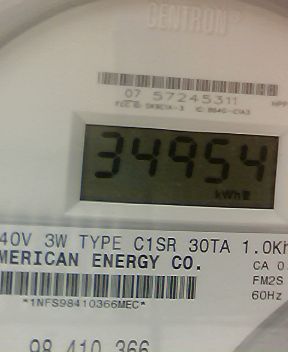 CENTRON
07 57245311
34954
kWh
40V 3W TYPE C1SR 30TA 1.0Kh
MERICAN ENERGY CO.
CA 0
FM2S
*1NFS98410366MEC*
60Hz
98 410 366